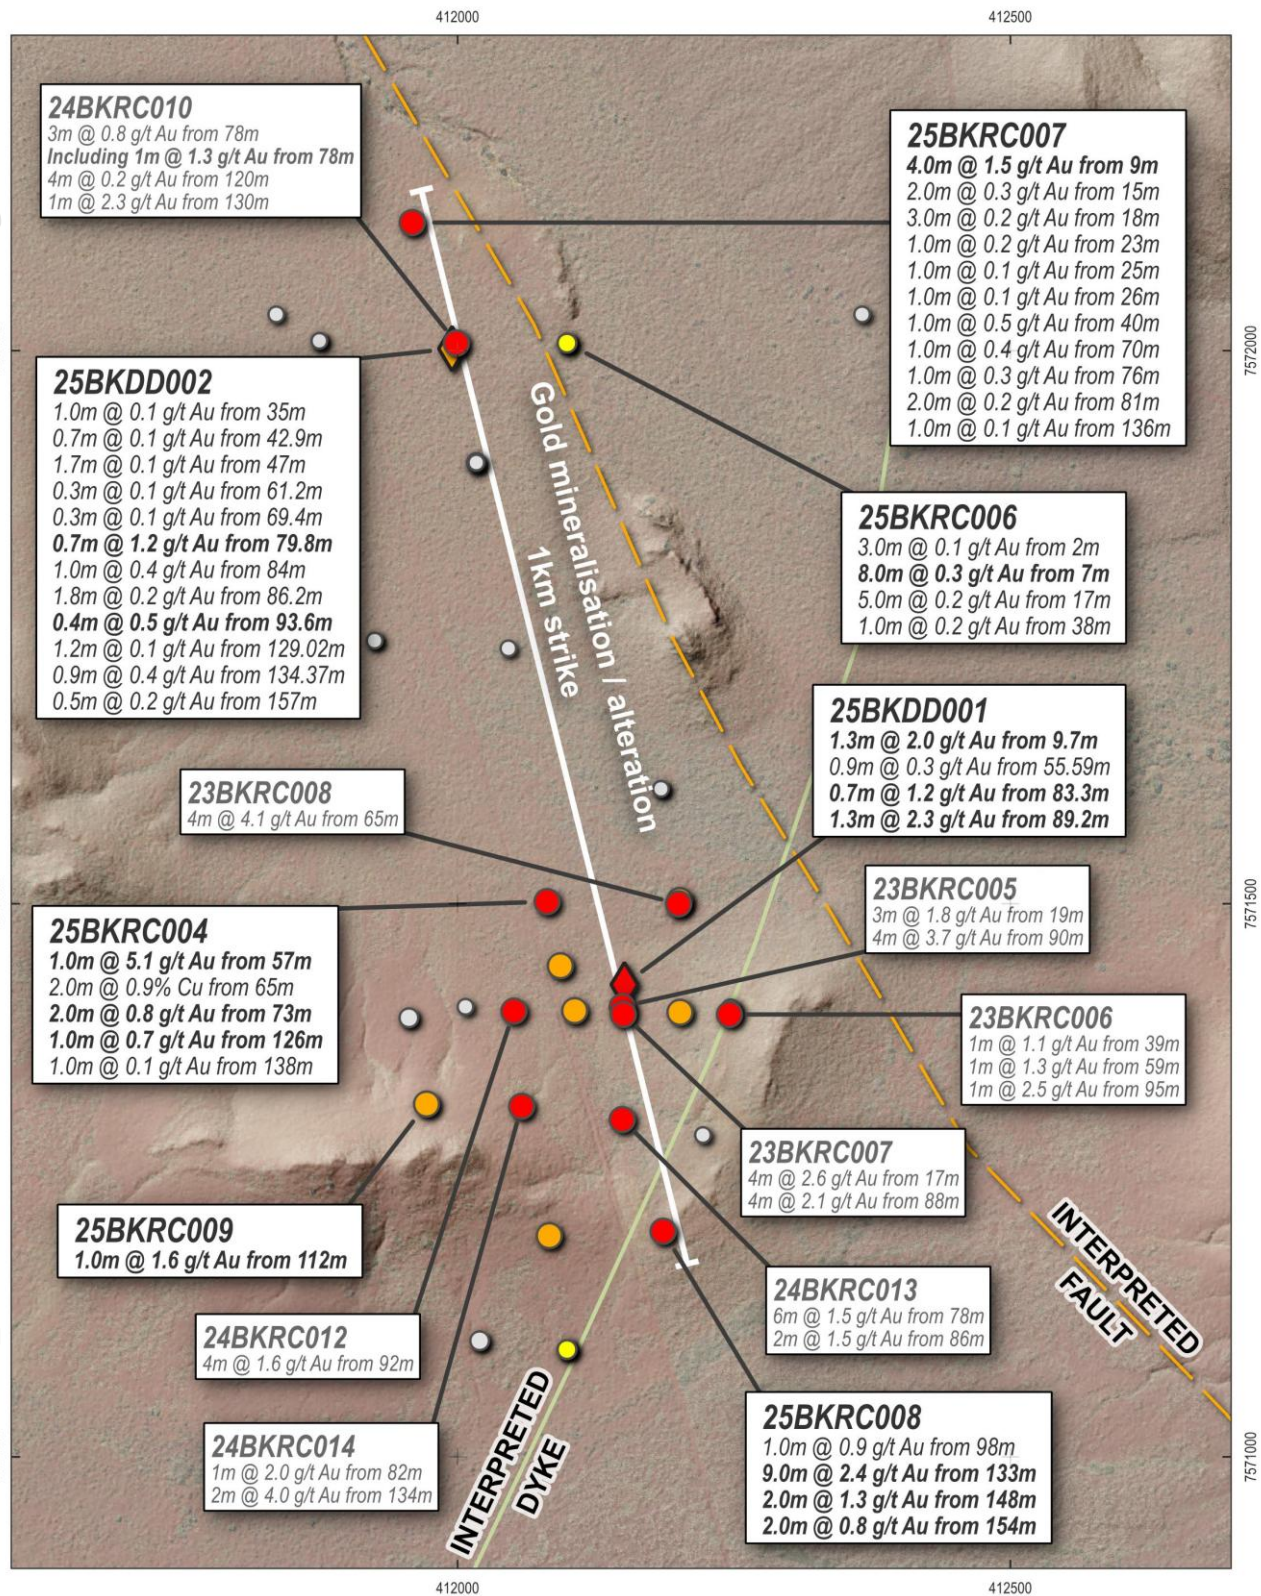 412000
412500
24BKRC010
3m @ 0.8 g/t Au from 78m
Including 1m @ 1.3 g/t Au from 78m
4m @ 0.2 g/t Au from 120m
1m @ 2.3 g/t Au from 130m
25BKRC007
4.0m @ 1.5 g/t Au from 9m
2.0m @ 0.3 g/t Au from 15m
3.0m @ 0.2 g/t Au from 18m
1.0m @ 0.2 g/t Au from 23m
1.0m @ 0.1 g/t Au from 25m
1.0m @ 0.1 g/t Au from 26m
1.0m @ 0.5 g/t Au from 40m
1.0m @ 0.4 g/t Au from 70m
1.0m @ 0.3 g/t Au from 76m
2.0m @ 0.2 g/t Au from 81m
1.0m @ 0.1 g/t Au from 136m
7572000
25BKDD002
1.0m @ 0.1 g/t Au from 35m
0.7m @ 0.1 g/t Au from 42.9m
1.7m @ 0.1 g/t Au from 47m
0.3m @ 0.1 g/t Au from 61.2m
0.3m @ 0.1 g/t Au from 69.4m
0.7m @ 1.2 g/t Au from 79.8m
1.0m @ 0.4 g/t Au from 84m
1.8m @ 0.2 g/t Au from 86.2m
0.4m @ 0.5 g/t Au from 93.6m
1.2m @ 0.1 g/t Au from 129.02m
0.9m @ 0.4 g/t Au from 134.37m
0.5m @ 0.2 g/t Au from 157m
Gold mineralisation / alteration
1km strike
25BKRC006
3.0m @ 0.1 g/t Au from 2m
8.0m @ 0.3 g/t Au from 7m
5.0m @ 0.2 g/t Au from 17m
1.0m @ 0.2 g/t Au from 38m
25BKDD001
1.3m @ 2.0 g/t Au from 9.7m
0.9m @ 0.3 g/t Au from 55.59m
0.7m @ 1.2 g/t Au from 83.3m
1.3m @ 2.3 g/t Au from 89.2m
23BKRC008
4m @ 4.1 g/t Au from 65m
23BKRC005
3m @ 1.8 g/t Au from 19m
4m @ 3.7 g/t Au from 90m
7571500
25BKRC004
1.0m @ 5.1 g/t Au from 57m
2.0m @ 0.9% Cu from 65m
2.0m @ 0.8 g/t Au from 73m
1.0m @ 0.7 g/t Au from 126m
1.0m @ 0.1 g/t Au from 138m
23BKRC006
1m @ 1.1 g/t Au from 39m
1m @ 1.3 g/t Au from 59m
1m @ 2.5 g/t Au from 95m
23BKRC007
4m @ 2.6 g/t Au from 17m
4m @ 2.1 g/t Au from 88m
25BKRC009
1.0m @ 1.6 g/t Au from 112m
INTERPRETED
FAULT
24BKRC013
6m @ 1.5 g/t Au from 78m
2m @ 1.5 g/t Au from 86m
24BKRC012
4m @ 1.6 g/t Au from 92m
INTERPRETED
DYKE
25BKRC008
1.0m @ 0.9 g/t Au from 98m
9.0m @ 2.4 g/t Au from 133m
2.0m @ 1.3 g/t Au from 148m
2.0m @ 0.8 g/t Au from 154m
24BKRC014
1m @ 2.0 g/t Au from 82m
2m @ 4.0 g/t Au from 134m
7571000
412000
412500